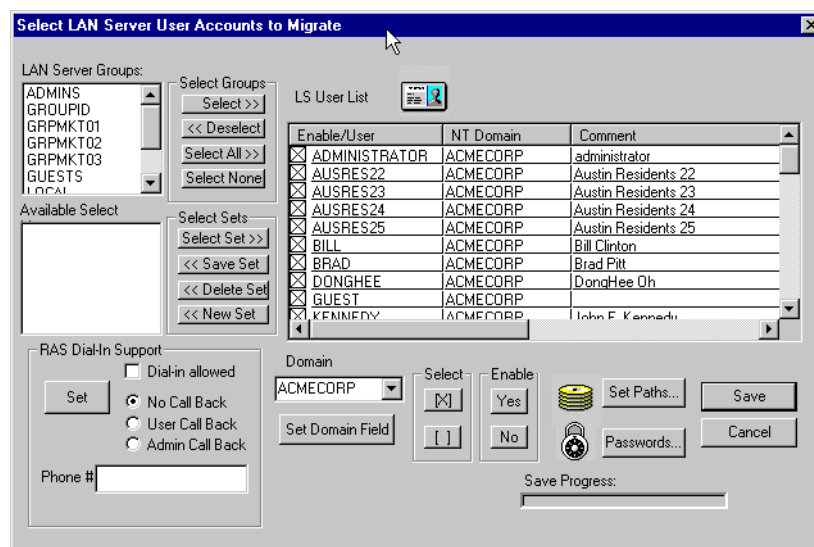 Select LAN Server User Accounts to Migrate
LAN Server Groups:
ADMINS
GROUPID
GRPMKT01
GRPMKT02
GRPMKT03
GUESTS
LOCAL
Select Groups
Select >>
<< Deselect
Select All >>
Select None
LS User List
Enable/User NT Domain Comment
ADMINISTRATOR ACMECORP administrator
AUSRES22 ACMECORP Austin Residents 22
AUSRES23 ACMECORP Austin Residents 23
AUSRES24 ACMECORP Austin Residents 24
AUSRES25 ACMECORP Austin Residents 25
BILL ACMECORP Bill Clinton
BRAD ACMECORP Brad Pitt
DONGHEE ACMECORP DongHee Oh
GUEST ACMECORP
KENNEDY ACMECORP John F. Kennedy
Available Select
Select Sets
Select Set >>
<< Save Set
<< Delete Set
<< New Set
RAS Dial-In Support
Dial-in allowed
Set
No Call Back
User Call Back
Admin Call Back
Phone #
Domain
ACMECORP
Set Domain Field
Select
[X]
[ ]
Enable
Yes
No
Set Paths...
Passwords...
Save
Cancel
Save Progress: